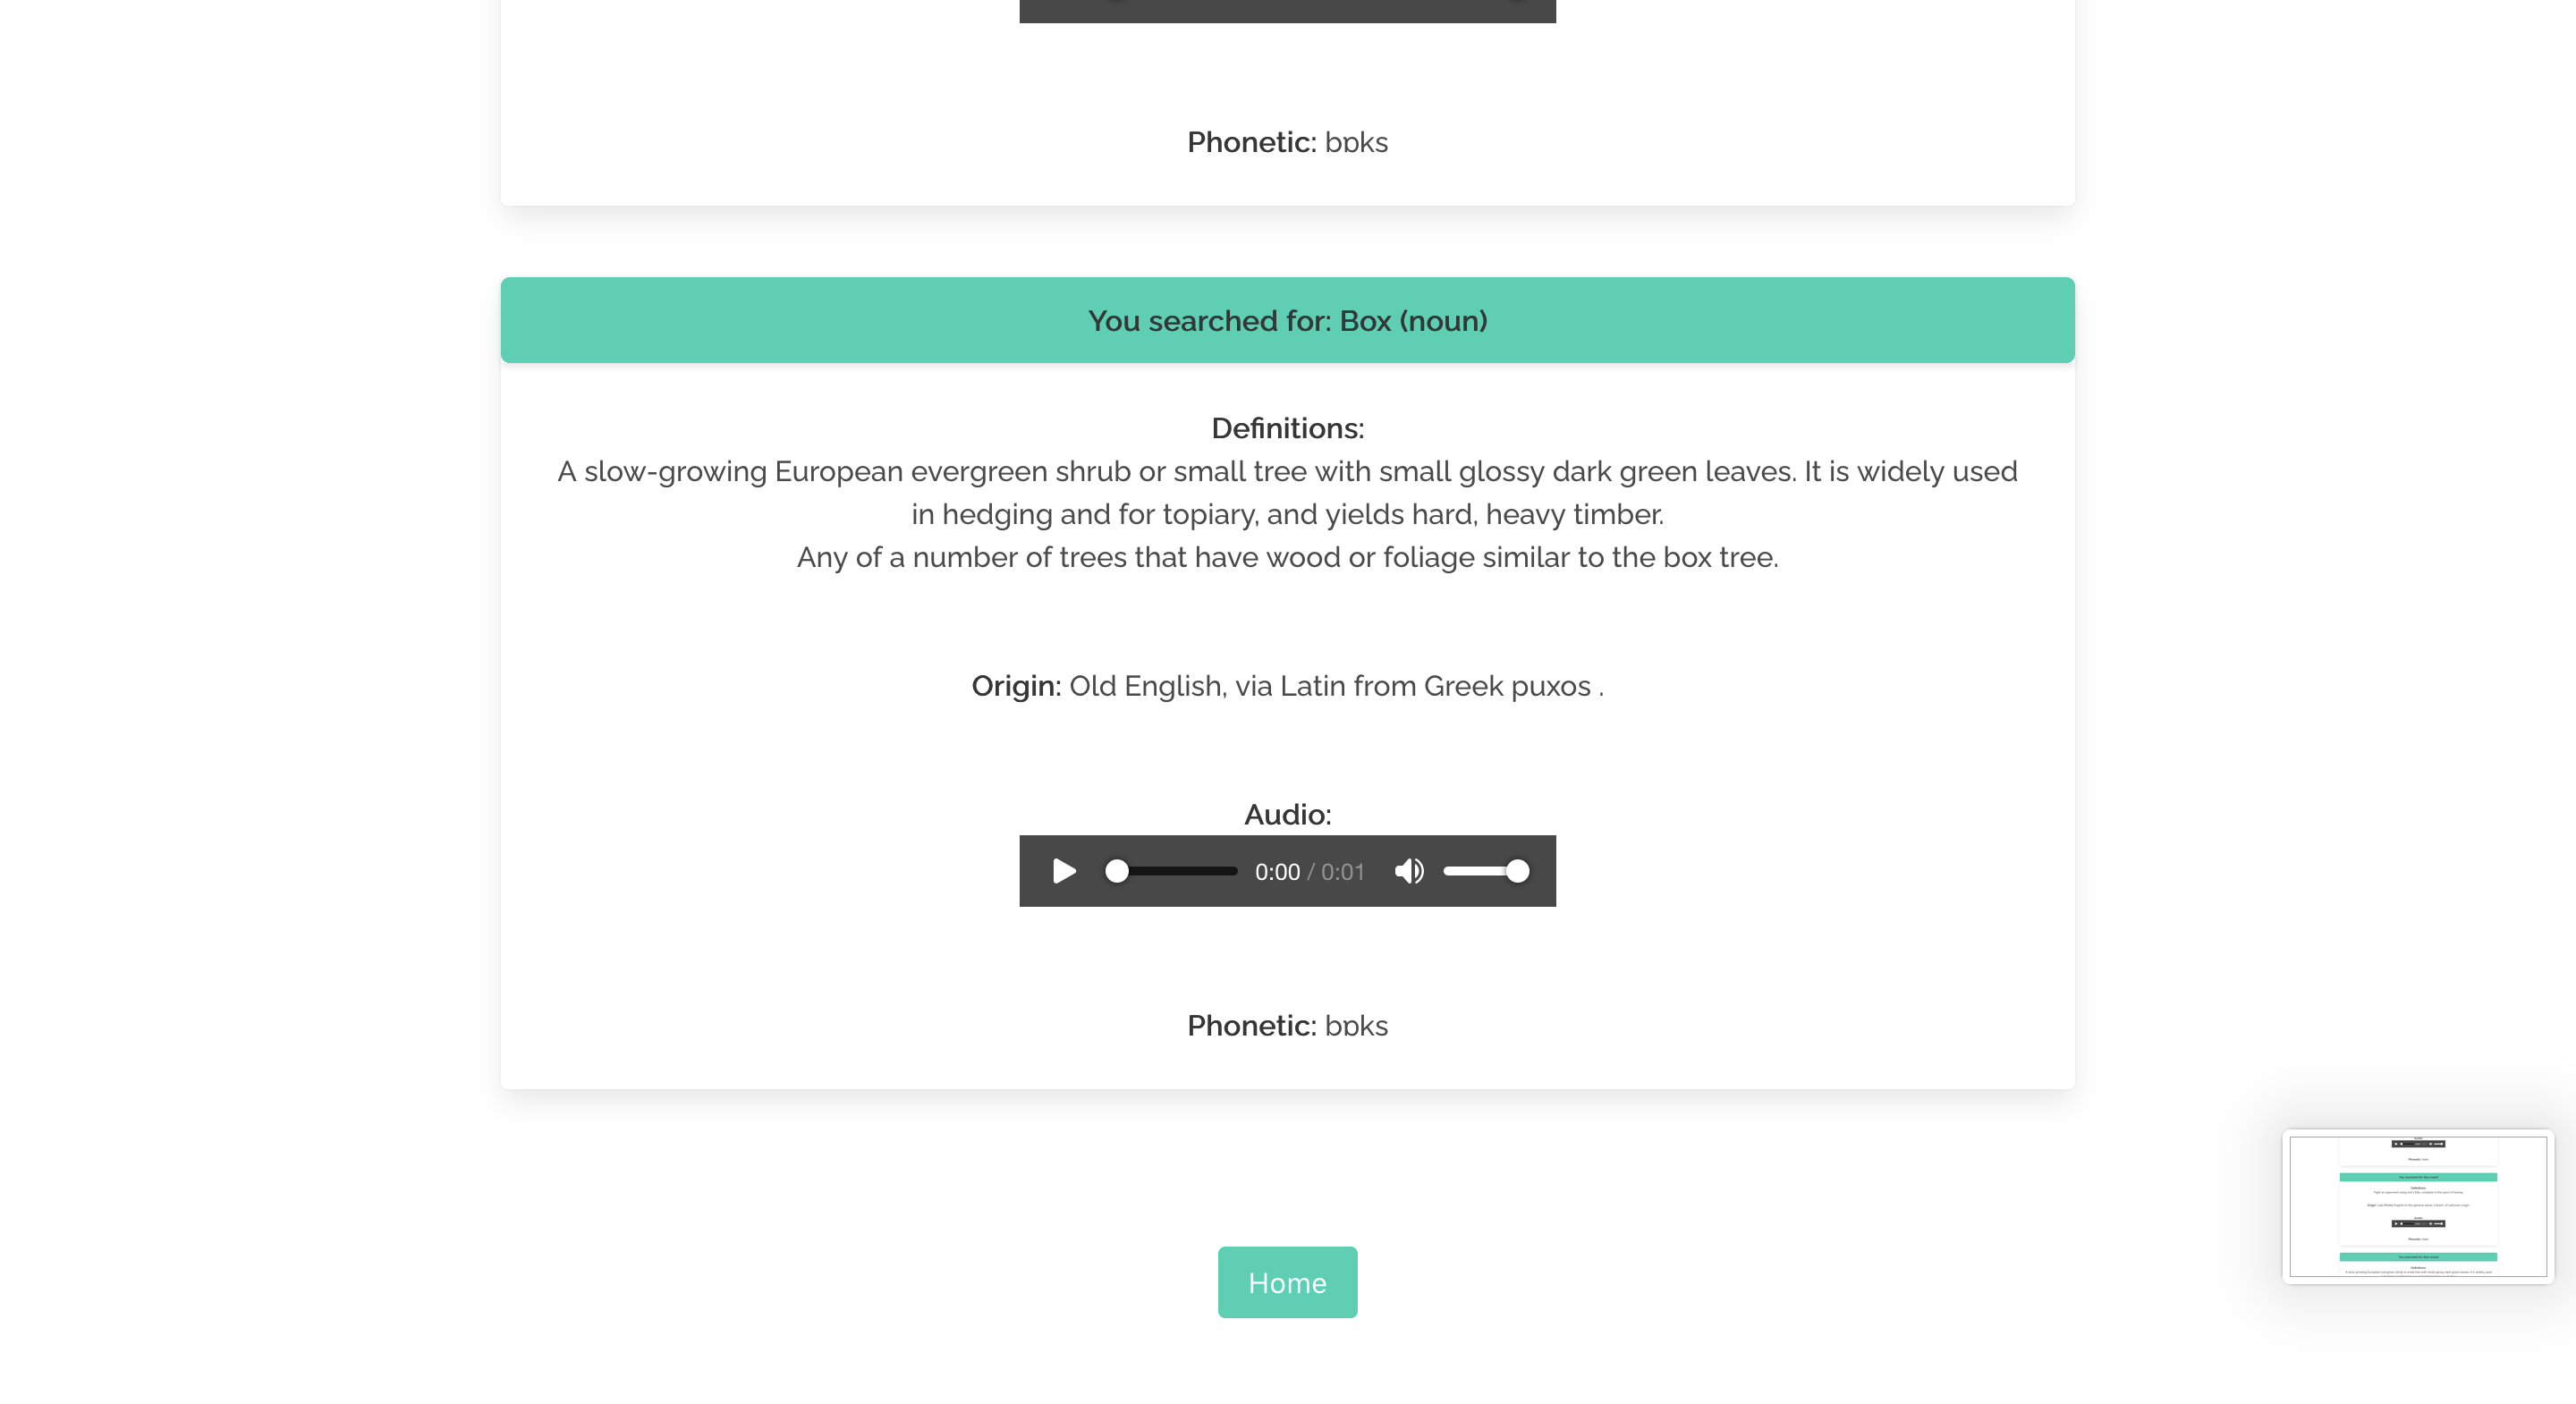 Phonetic: bɒks
You searched for: Box (noun)
Definitions:
A slow-growing European evergreen shrub or small tree with small glossy dark green leaves. It is widely used
in hedging and for topiary, and yields hard, heavy timber.
Any of a number of trees that have wood or foliage similar to the box tree.
Origin: Old English, via Latin from Greek puxos .
Audio:
0:00 / 0:01
Phonetic: bɒks
Home